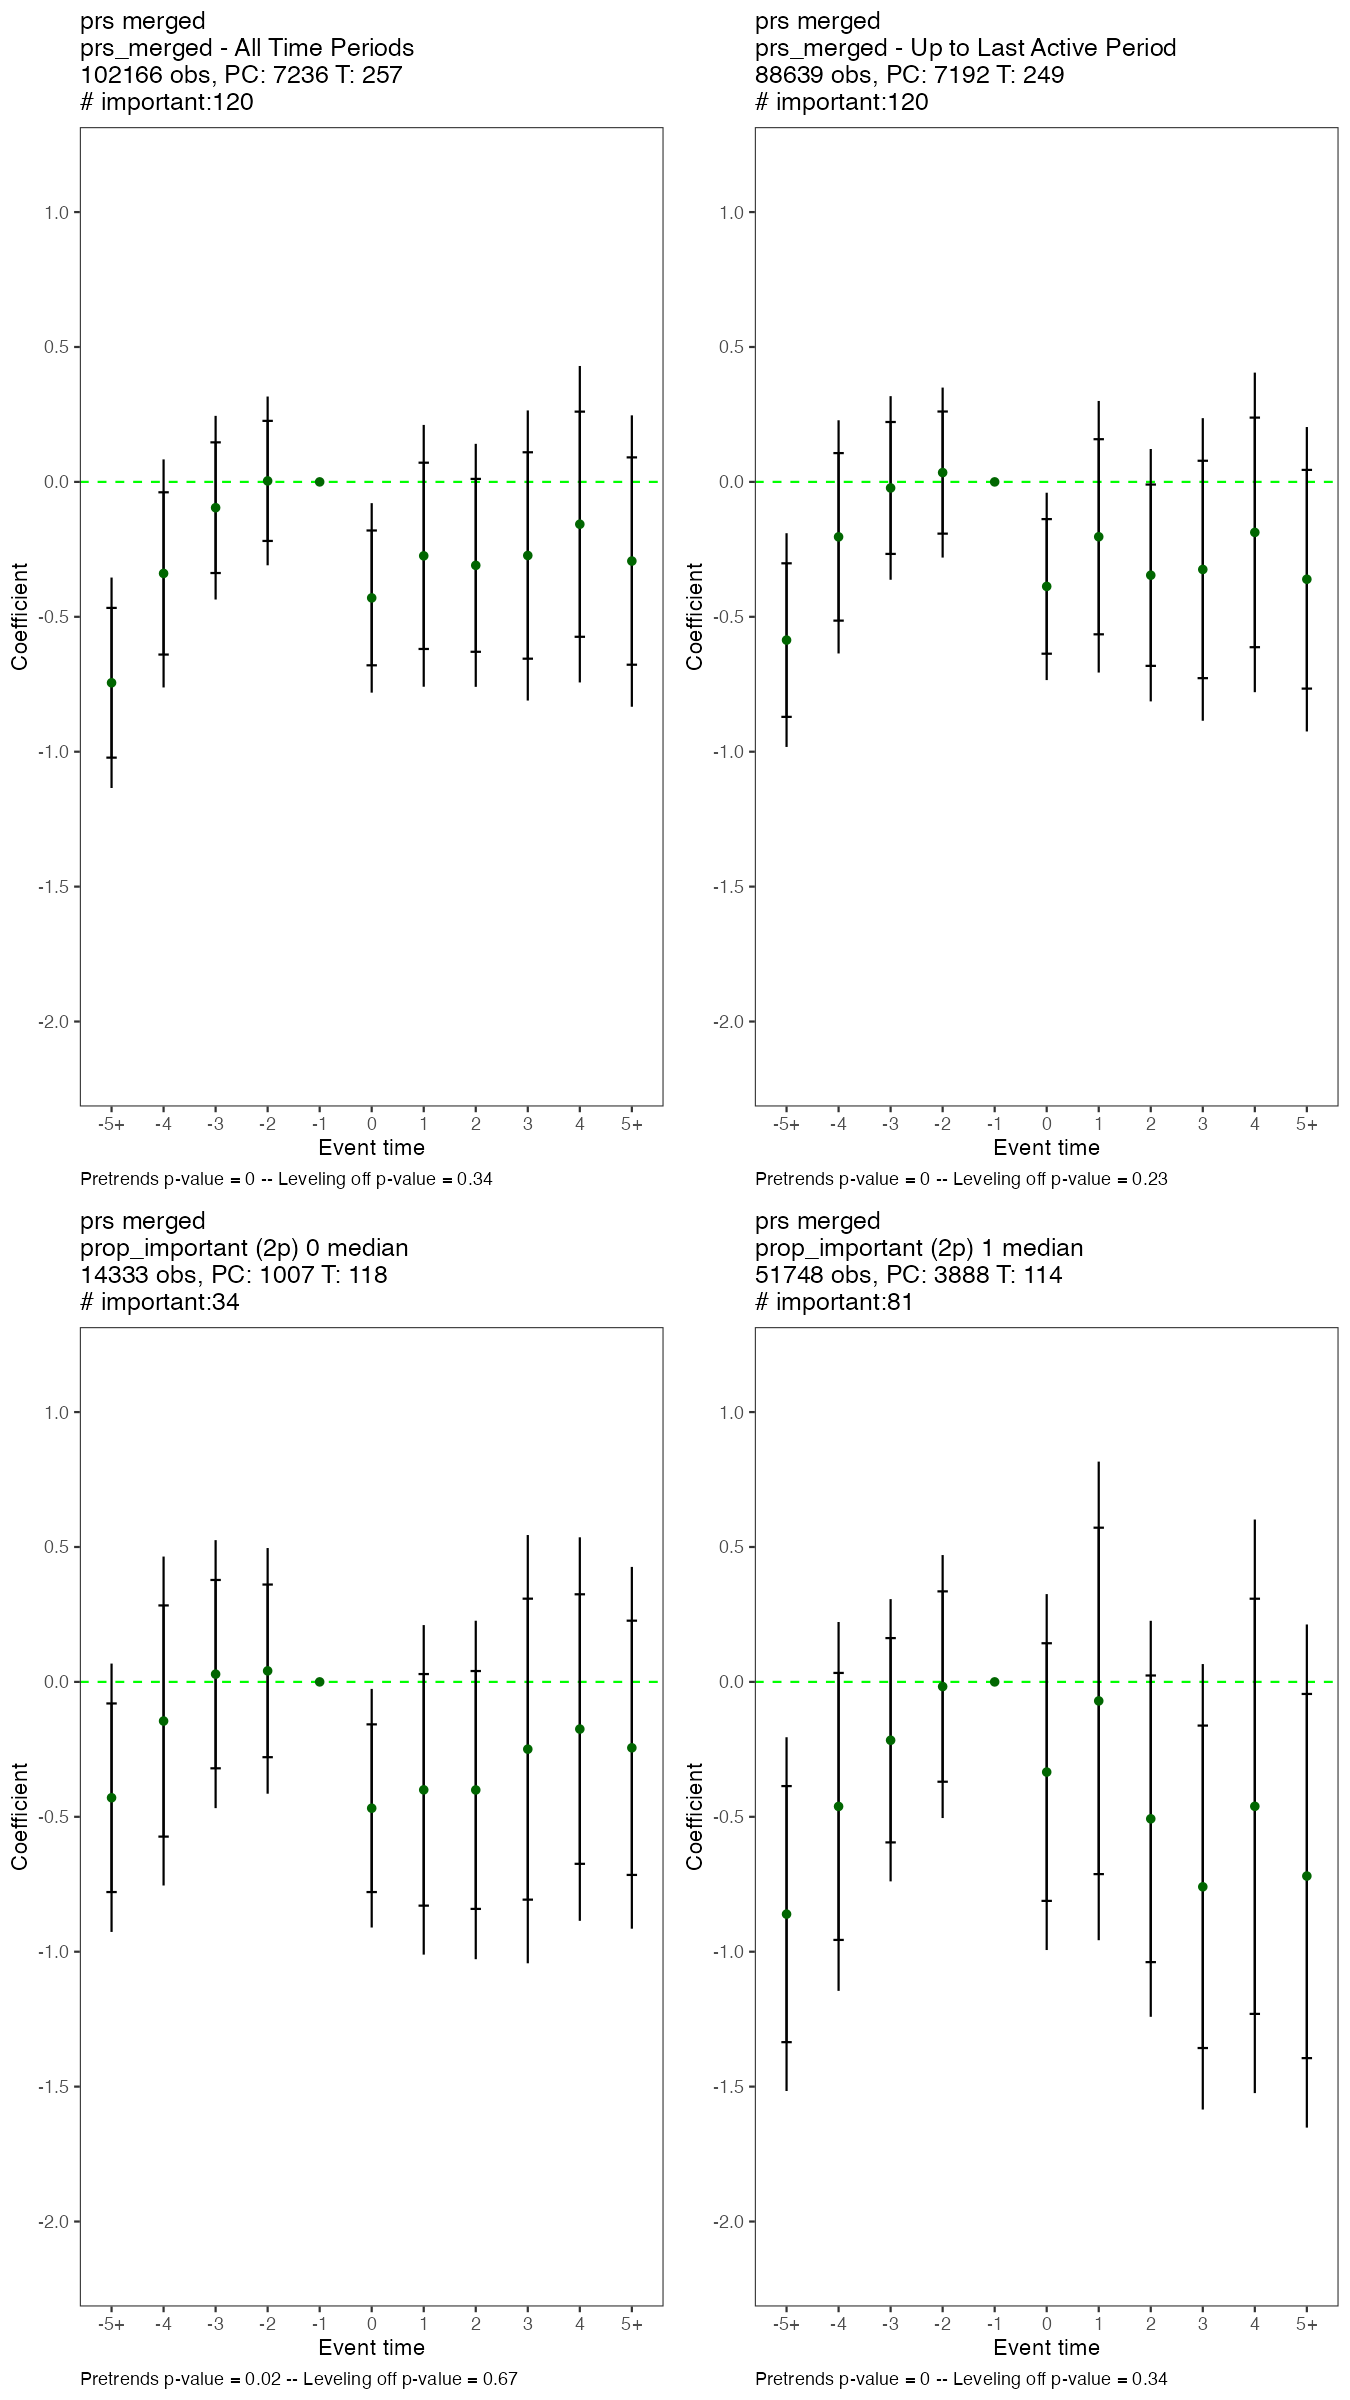 prs merged
prs_merged - All Time Periods
102166 obs, PC: 7236 T: 257
# important:120
1.0
0.5
0.0
-0.5
-1.0
-1.5
-2.0
Coefficient
-5+ -4 -3 -2 -1 0 1 2 3 4 5+
Event time
Pretrends p-value = 0 -- Leveling off p-value = 0.34
prs merged
prs_merged - Up to Last Active Period
88639 obs, PC: 7192 T: 249
# important:120
1.0
0.5
0.0
-0.5
-1.0
-1.5
-2.0
Coefficient
-5+ -4 -3 -2 -1 0 1 2 3 4 5+
Event time
Pretrends p-value = 0 -- Leveling off p-value = 0.23
prs merged
prop_important (2p) 0 median
14333 obs, PC: 1007 T: 118
# important:34
1.0
0.5
0.0
-0.5
-1.0
-1.5
-2.0
Coefficient
-5+ -4 -3 -2 -1 0 1 2 3 4 5+
Event time
Pretrends p-value = 0.02 -- Leveling off p-value = 0.67
prs merged
prop_important (2p) 1 median
51748 obs, PC: 3888 T: 114
# important:81
1.0
0.5
0.0
-0.5
-1.0
-1.5
-2.0
Coefficient
-5+ -4 -3 -2 -1 0 1 2 3 4 5+
Event time
Pretrends p-value = 0 -- Leveling off p-value = 0.34